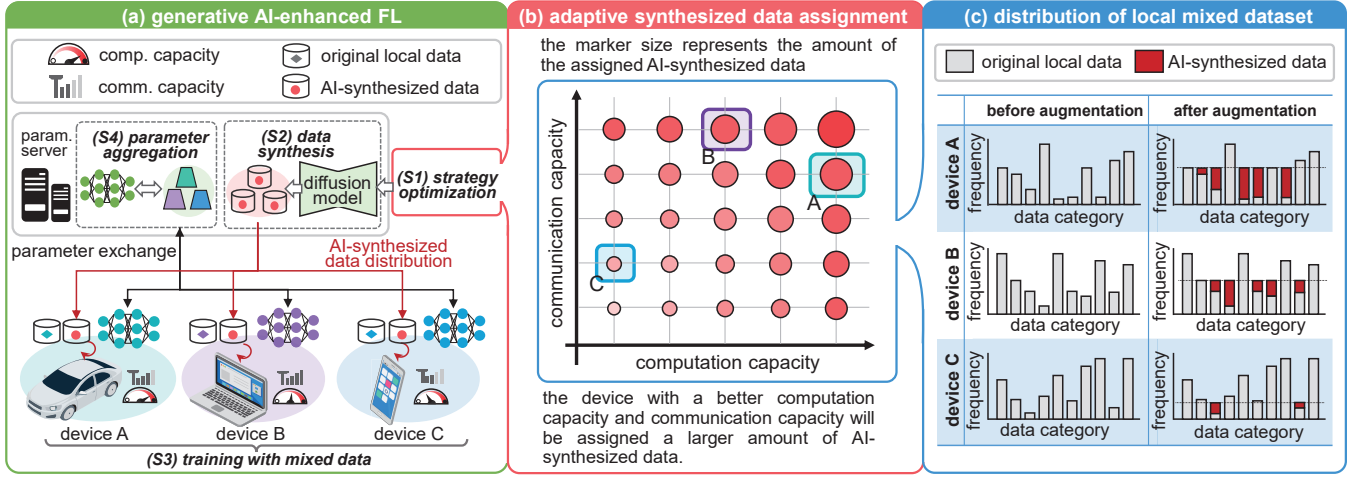 (a) generative AI-enhanced FL
comp. capacity
original local data
comm. capacity
AI-synthesized data
param.
server
(S4) parameter
aggregation
(S2) data
synthesis
diffusion
model
(S1) strategy
optimization
parameter exchange
AI-synthesized
data distribution
device A
device B
device C
(S3) training with mixed data
(b) adaptive synthesized data assignment
the marker size represents the amount of
the assigned AI-synthesized data
communication capacity
B
A
C
computation capacity
the device with a better computation
capacity and communication capacity will
be assigned a larger amount of AI-
synthesized data.
(c) distribution of local mixed dataset
original local data
AI-synthesized data
before augmentation
after augmentation
device A
frequency
data category
frequency
data category
device B
frequency
data category
frequency
data category
device C
frequency
data category
frequency
data category